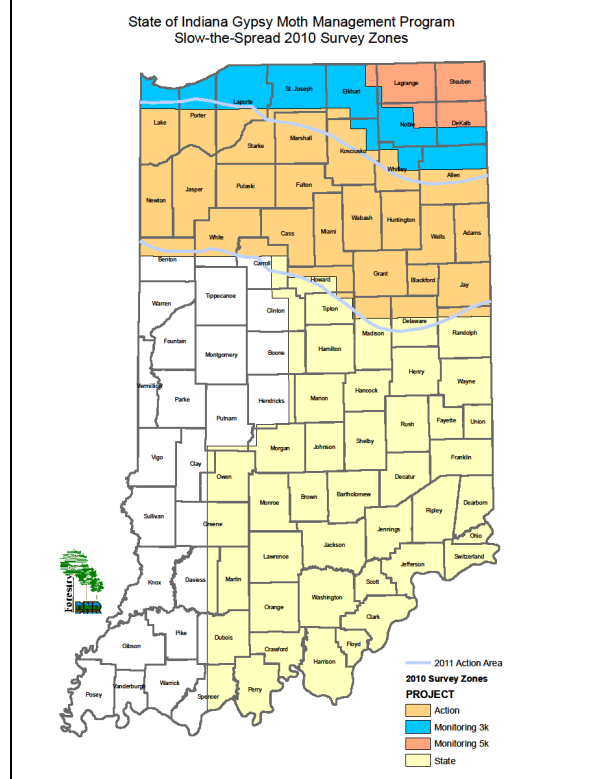 State of Indiana Gypsy Moth Management Program
Slow-the-Spread 2010 Survey Zones
Lagrange
Steuben
St. Joseph
Elkhart
Laporte
Porter
Lake
Noble
DeKalb
Marshall
Starke
Kosciusko
Whitley
Allen
Jasper
Pulaski
Fulton
Newton
Wabash
Huntington
Miami
Wells
Adams
White
Cass
Benton
Carroll
Grant
Howard
Blackford
Jay
Warren
Tippecanoe
Clinton
Tipton
Madison
Delaware
Randolph
Fountain
Montgomery
Boone
Hamilton
Henry
Wayne
Vermillion
Parke
Hendricks
Marion
Hancock
Putnam
Rush
Fayette
Union
Morgan
Johnson
Shelby
Vigo
Clay
Franklin
Owen
Decatur
Monroe
Brown
Bartholomew
Dearborn
Sullivan
Greene
Ripley
Jennings
Ohio
Jackson
Lawrence
Switzerland
Jefferson
Knox
Daviess
Martin
Scott
Washington
Orange
Clark
Pike
Gibson
Dubois
Crawford
Floyd
Harrison
Posey
Vanderburgh
Warrick
Spencer
Perry
Forestry
DNR
2011 Action Area
2010 Survey Zones
PROJECT
Action
Monitoring 3k
Monitoring 5k
State